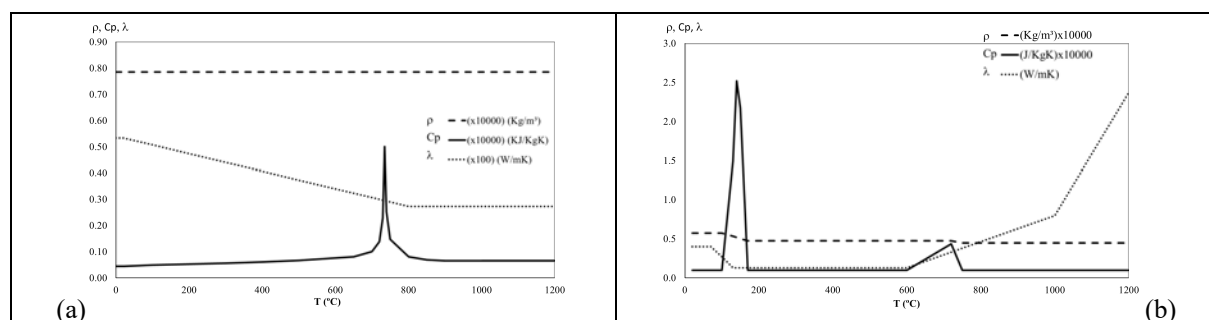 ρ, Cp, λ
0.90
0.80
0.70
0.60
0.50
0.40
0.30
0.20
0.10
0.00
ρ (x10000) (Kg/m³)
Cp (x10000) (KJ/KgK)
λ (x100) (W/mK)
0 200 400 600 800 1000 1200
T (ºC)
(a)
ρ, Cp, λ
3.0
2.5
2.0
1.5
1.0
0.5
0.0
ρ (Kg/m³)x10000
Cp (J/KgK)x10000
λ (W/mK)
0 200 400 600 800 1000 1200
T (ºC)
(b)